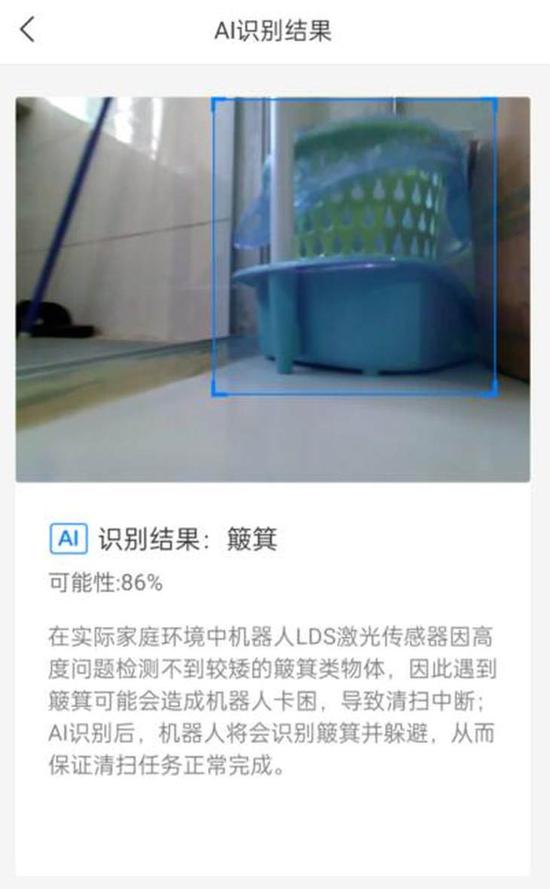 AI识别结果
AI 识别结果：簸箕
可能性:86%
在实际家庭环境中机器人LDS激光传感器因高
度问题检测不到较矮的簸箕类物体，因此遇到
簸箕可能会造成机器人卡困，导致清扫中断；
AI识别后，机器人将会识别簸箕并躲避，从而
保证清扫任务正常完成。